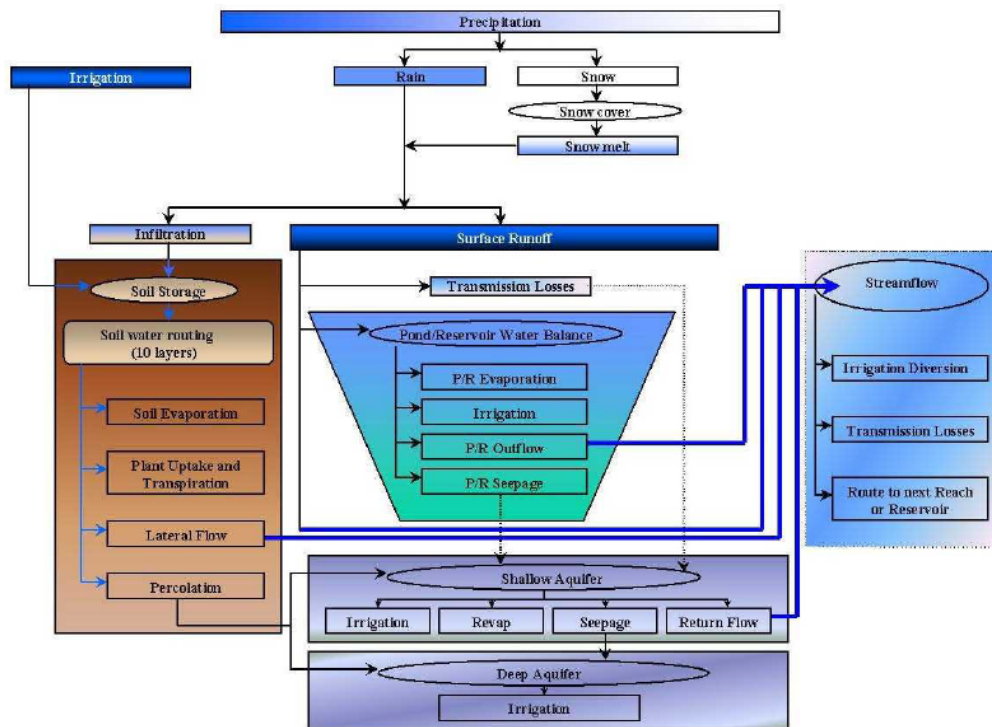 Precipitation
Irrigation
Rain
Snow
Snow cover
Snow melt
Infiltration
Surface Runoff
Soil Storage
Transmission Losses
Streamflow
Soil water routing
(10 layers)
Pond/Reservoir Water Balance
P/R Evaporation
Irrigation
P/R Outflow
P/R Seepage
Soil Evaporation
Plant Uptake and
Transpiration
Lateral Flow
Percolation
Irrigation Diversion
Transmission Losses
Route to next Reach
or Reservoir
Shallow Aquifer
Irrigation
Revap
Seepage
Return Flow
Deep Aquifer
Irrigation